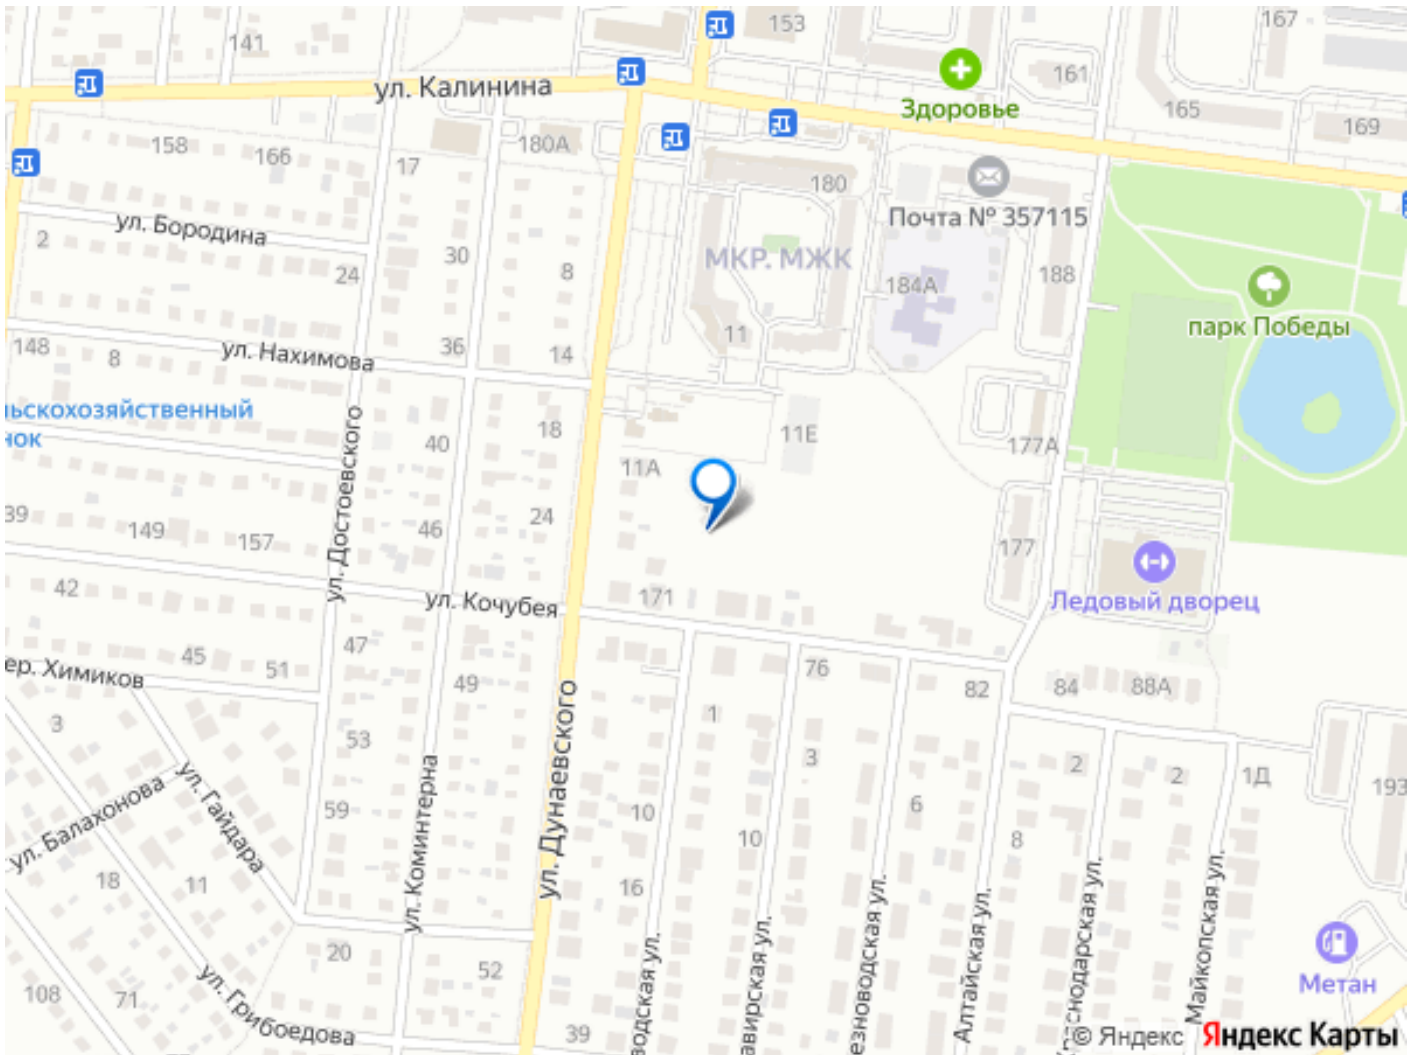 153
167
141
ул. Калинина
161
Здоровье
165
169
158
166
180А
17
180
Почта № 357115
ул. Бородина
2
24
30
8
МКР. МЖК
184А
188
парк Победы
148
8
ул. Нахимова
36
14
11
ьскохозяйственный
нок
ул. Достоевского
40
18
11А
11Е
177А
39
149
157
46
24
177
42
ул. Кочубея
171
Ледовый дворец
ер. Химиков
45
51
47
49
76
82
84
88А
3
53
ул. Дунаевского
1
3
2
2
1Д
193
ул. Балахонова
ул. Гайдара
59
ул. Коминтерна
10
10
6
8
18
11
16
20
52
водская ул.
авирская ул.
езноводская ул.
Алтайская ул.
снодарская ул.
Майкопская ул.
108
71
ул. Грибоедова
39
Метан
© Яндекс Яндекс Карты